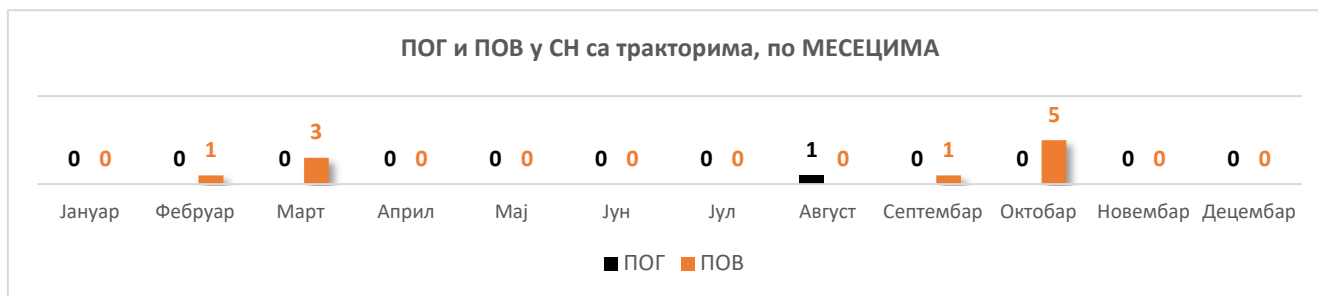 ПОГ и ПОВ у СН са тракторима, по МЕСЕЦИМА
0 0 0 1 0 3 0 0 0 0 0 0 0 0 1 0 0 1 0 5 0 0 0 0
Јануар Фебруар Март Април Мај Јун Јул Август Септембар Октобар Новембар Децембар
ПОГ ПОВ